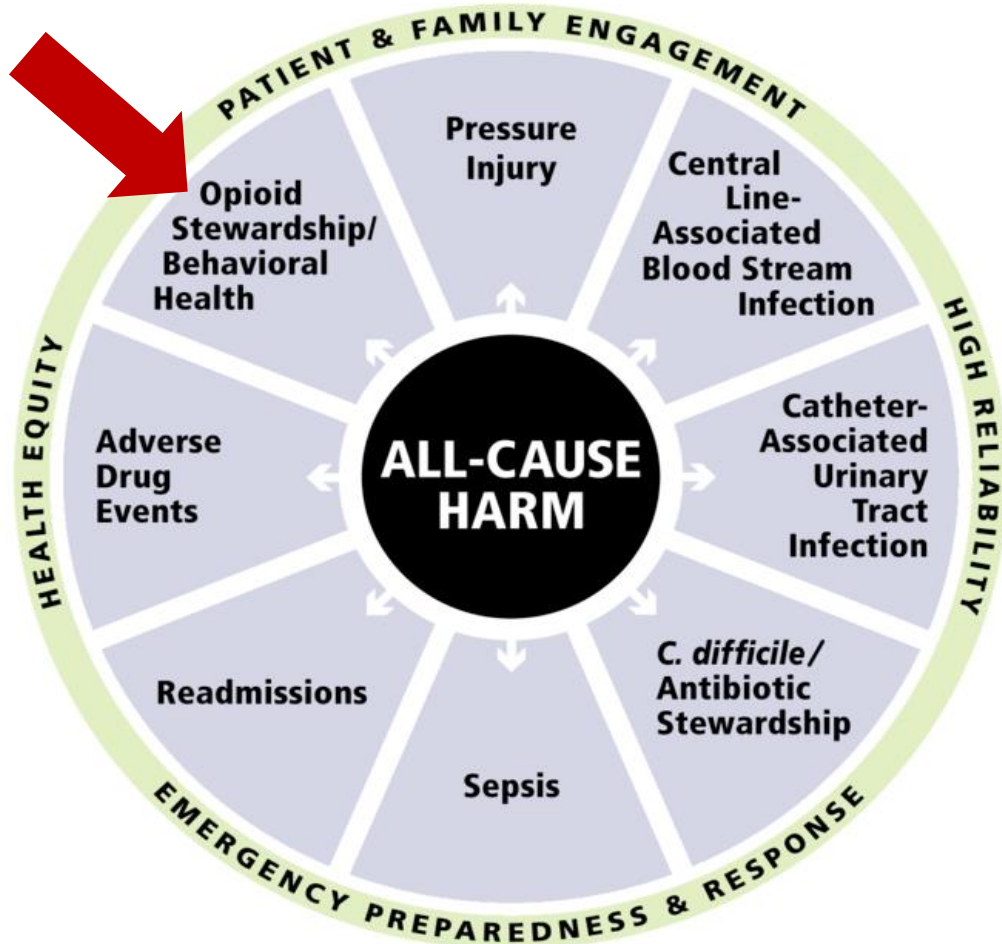 PATIENT & FAMILY ENGAGEMENT
Pressure
Injury
Central
Line-
Associated
Blood Stream
Infection
HIGH RELIABILITY
Catheter-
Associated
Urinary
Tract
Infection
C. difficile/
Antibiotic
Stewardship
Sepsis
EMERGENCY PREPAREDNESS & RESPONSE
Readmissions
Adverse
Drug
Events
HEALTH EQUITY
Opioid
Stewardship/
Behavioral
Health
ALL-CAUSE
HARM